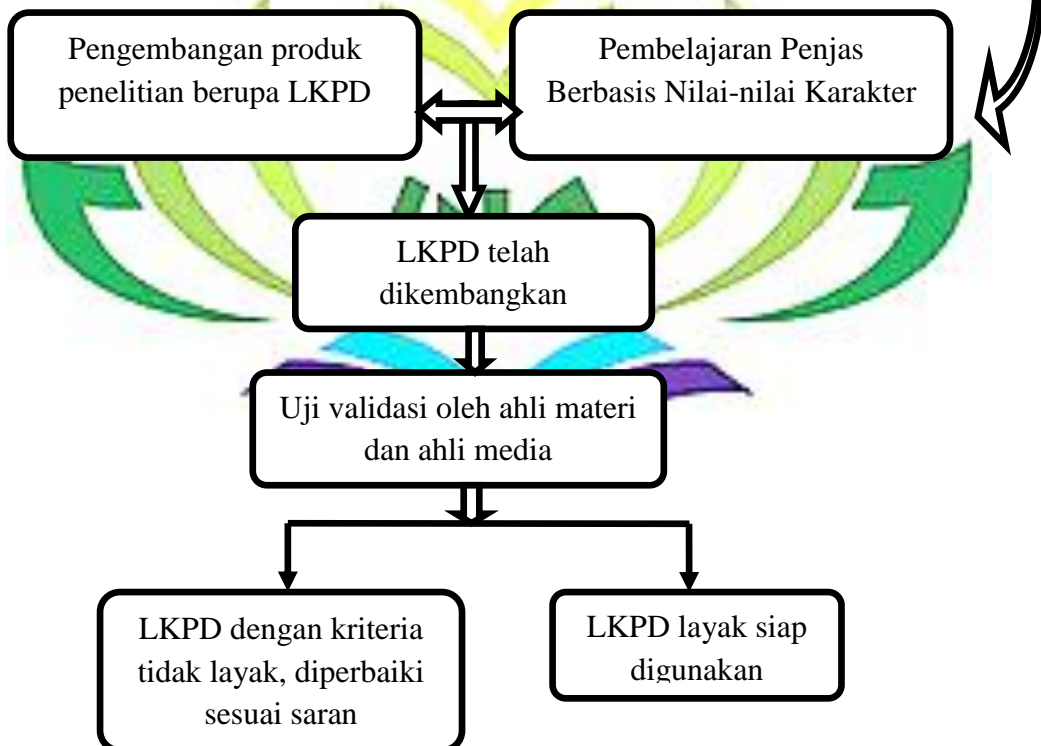 Pengembangan produk
penelitian berupa LKPD
Pembelajaran Penjas
Berbasis Nilai-nilai Karakter
LKPD telah
dikembangkan
Uji validasi oleh ahli materi
dan ahli media
LKPD dengan kriteria
tidak layak, diperbaiki
sesuai saran
LKPD layak siap
digunakan